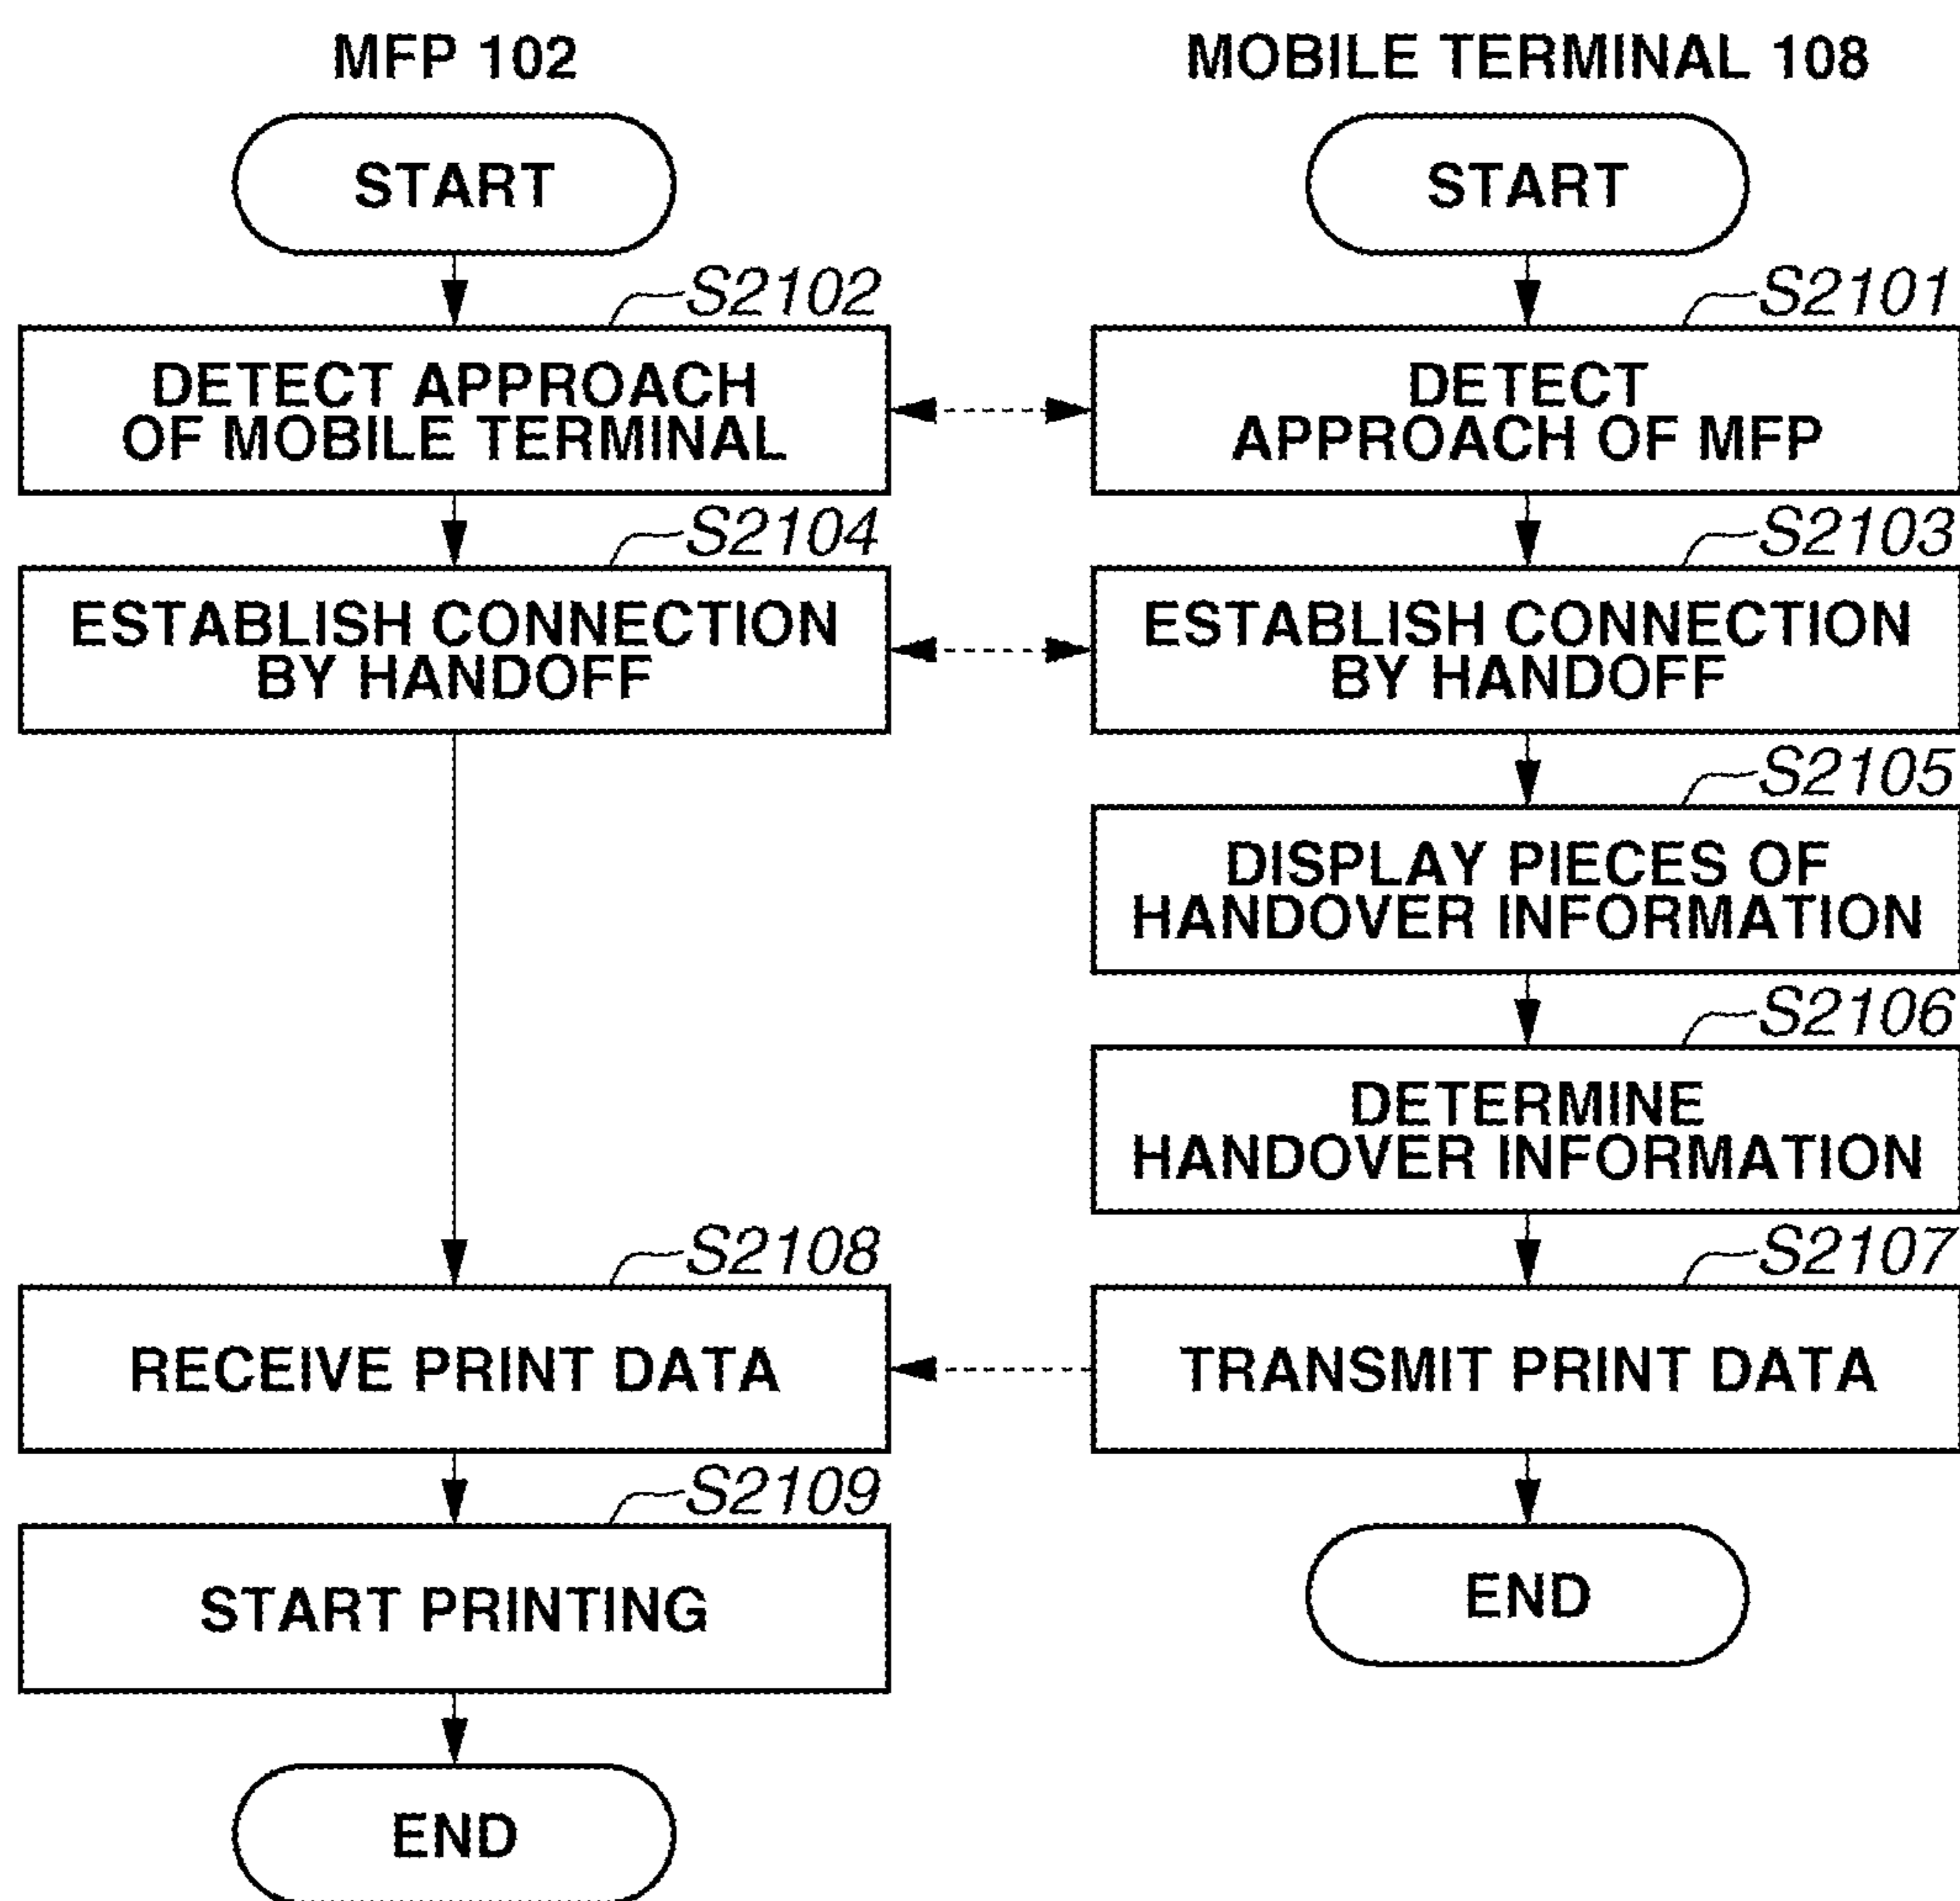 MFP 102
START
S2102
DETECT APPROACH
OF MOBILE TERMINAL
S2104
ESTABLISH CONNECTION
BY HANDOFF
S2108
RECEIVE PRINT DATA
S2109
START PRINTING
END
MOBILE TERMINAL 108
START
S2101
DETECT
APPROACH OF MFP
S2103
ESTABLISH CONNECTION
BY HANDOFF
S2105
DISPLAY PIECES OF
HANDOVER INFORMATION
S2106
DETERMINE
HANDOVER INFORMATION
S2107
TRANSMIT PRINT DATA
END